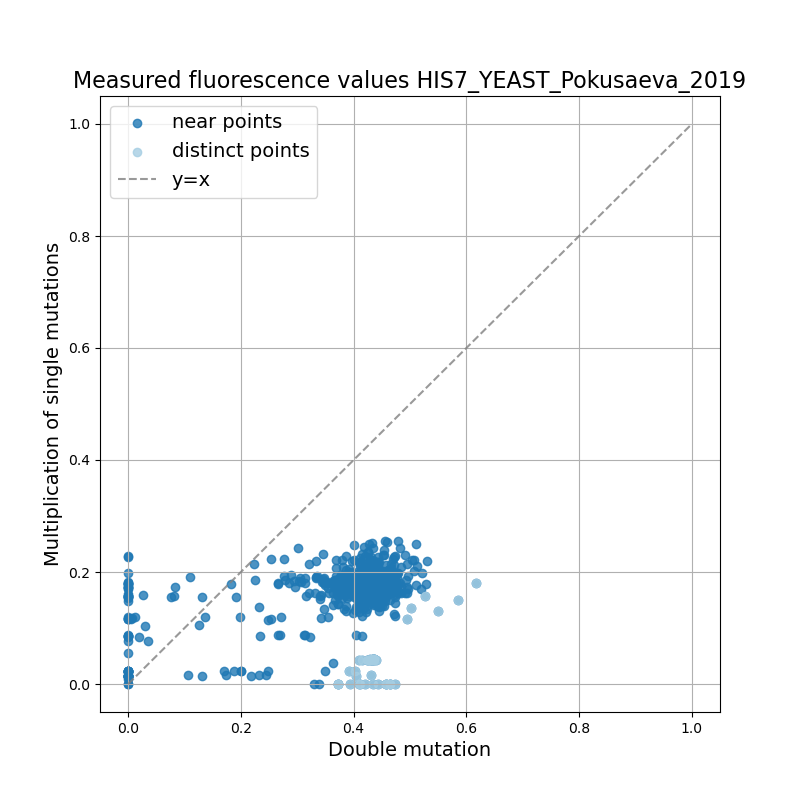 Measured fluorescence values HIS7_YEAST_Pokusaeva_2019
near points
distinct points
y=x
1.0
0.8
0.6
0.4
0.2
0.0
Multiplication of single mutations
0.0 0.2 0.4 0.6 0.8 1.0
Double mutation